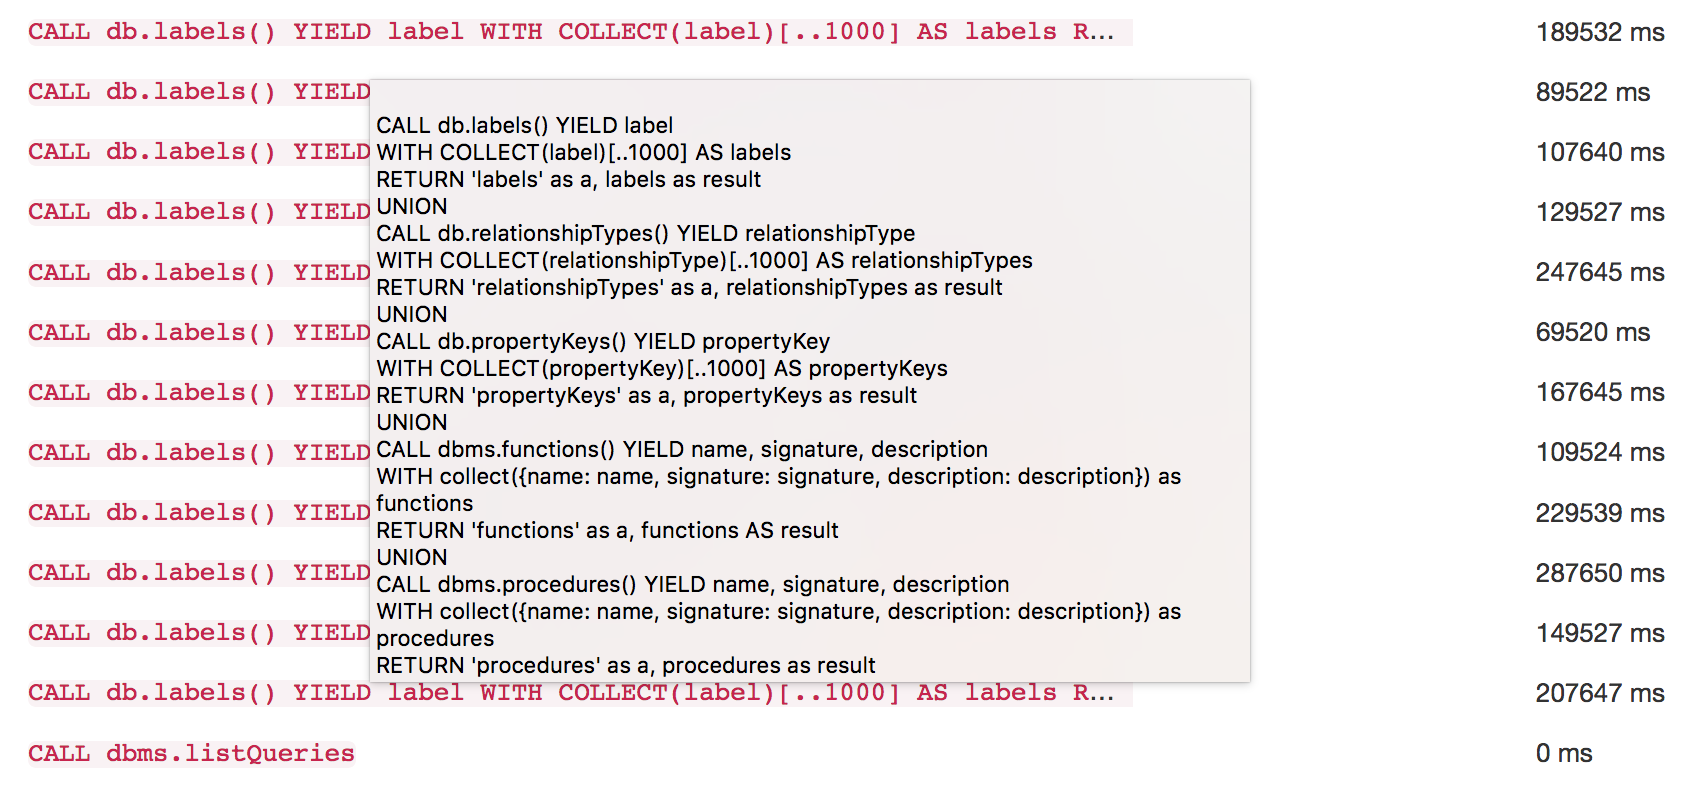 CALL db.labels() YIELD label WITH COLLECT(label)[..1000] AS labels R... 189532 ms
CALL db.labels() YIELD 89522 ms
CALL db.labels() YIELD 107640 ms
CALL db.labels() YIELD 129527 ms
CALL db.labels() YIELD 247645 ms
CALL db.labels() YIELD 69520 ms
CALL db.labels() YIELD 167645 ms
CALL db.labels() YIELD 109524 ms
CALL db.labels() YIELD 229539 ms
CALL db.labels() YIELD 287650 ms
CALL db.labels() YIELD 149527 ms
CALL db.labels() YIELD label WITH COLLECT(label)[..1000] AS labels R... 207647 ms
CALL dbms.listQueries 0 ms
CALL db.labels() YIELD label
WITH COLLECT(label)[..1000] AS labels
RETURN 'labels' as a, labels as result
UNION
CALL db.relationshipTypes() YIELD relationshipType
WITH COLLECT(relationshipType)[..1000] AS relationshipTypes
RETURN 'relationshipTypes' as a, relationshipTypes as result
UNION
CALL db.propertyKeys() YIELD propertyKey
WITH COLLECT(propertyKey)[..1000] AS propertyKeys
RETURN 'propertyKeys' as a, propertyKeys as result
UNION
CALL dbms.functions() YIELD name, signature, description
WITH collect({name: name, signature: signature, description: description}) as
functions
RETURN 'functions' as a, functions AS result
UNION
CALL dbms.procedures() YIELD name, signature, description
WITH collect({name: name, signature: signature, description: description}) as
procedures
RETURN 'procedures' as a, procedures as result